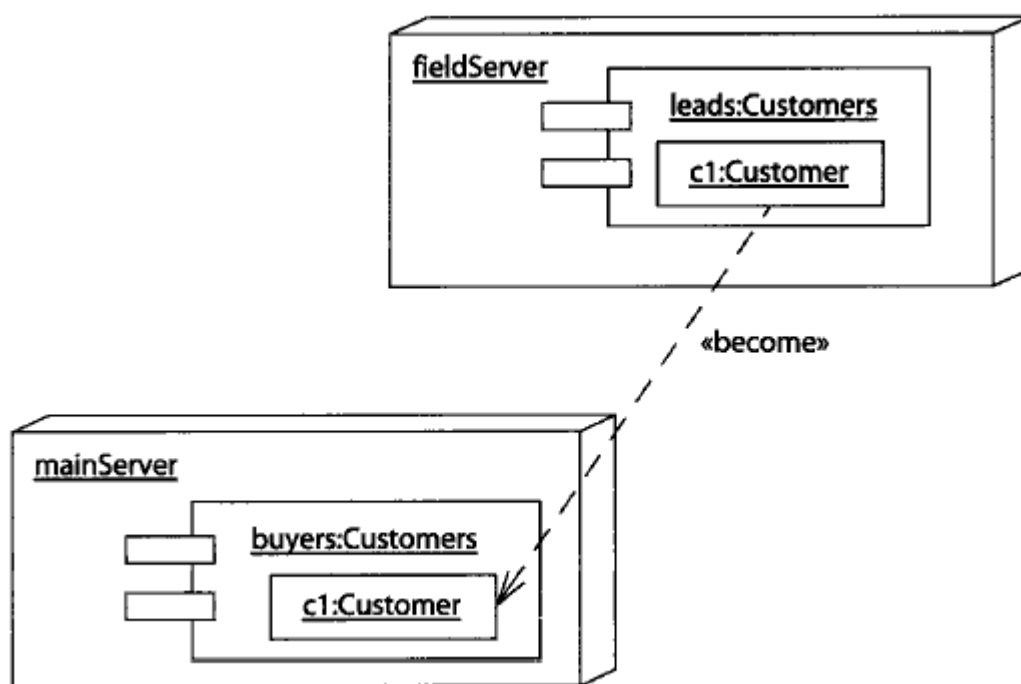 fieldServer
leads:Customers
c1:Customer
«become»
mainServer
buyers:Customers
c1:Customer